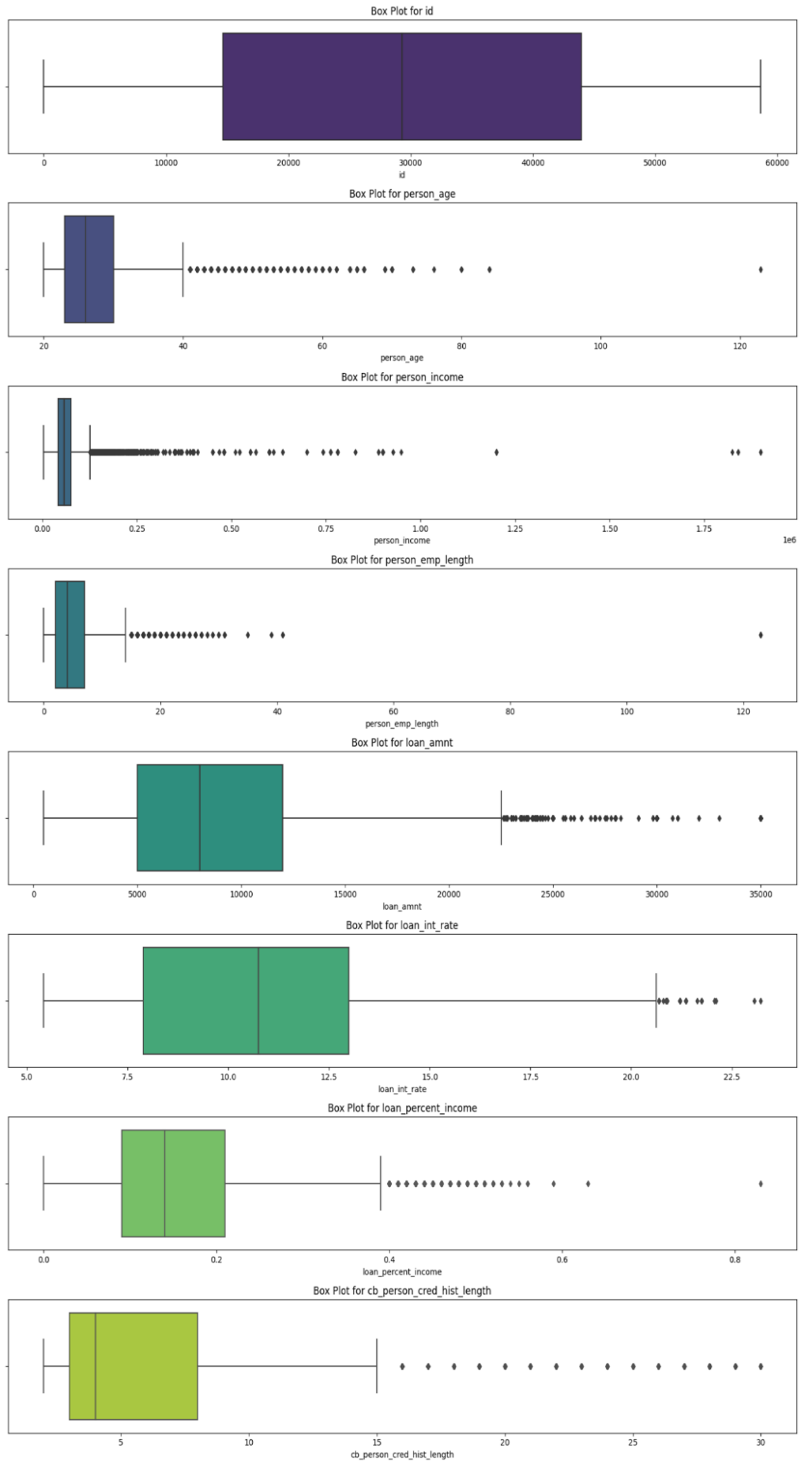 Box Plot for id
0 10000 20000 30000 40000 50000 60000
id
Box Plot for person_age
20 40 60 80 100 120
person_age
Box Plot for person_income
0.00 0.25 0.50 0.75 1.00 1.25 1.50 1.75
person_income
1e6
Box Plot for person_emp_length
0 20 40 60 80 100 120
person_emp_length
Box Plot for loan_amnt
0 5000 10000 15000 20000 25000 30000 35000
loan_amnt
Box Plot for loan_int_rate
5.0 7.5 10.0 12.5 15.0 17.5 20.0 22.5
loan_int_rate
Box Plot for loan_percent_income
0.0 0.2 0.4 0.6 0.8
loan_percent_income
Box Plot for cb_person_cred_hist_length
5 10 15 20 25 30
cb_person_cred_hist_length